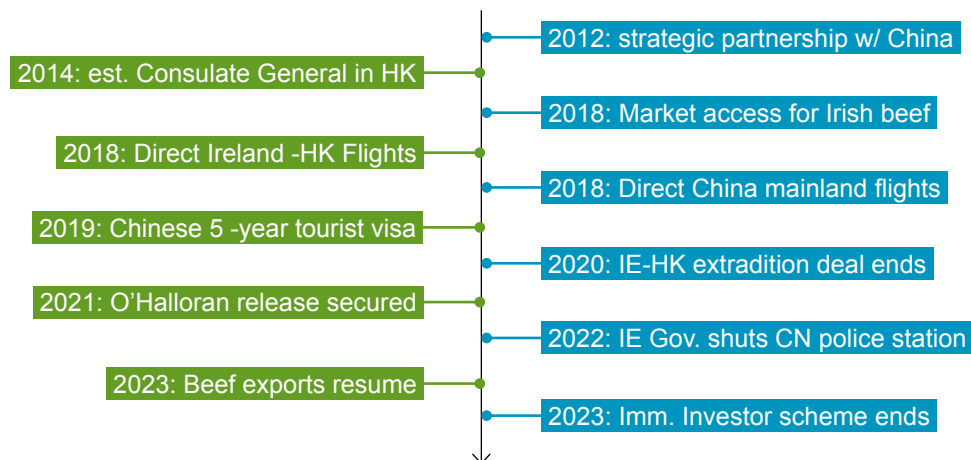 2012: strategic partnership w/ China
2014: est. Consulate General in HK
2018: Market access for Irish beef
2018: Direct Ireland -HK Flights
2018: Direct China mainland flights
2019: Chinese 5 -year tourist visa
2020: IE-HK extradition deal ends
2021: O’Halloran release secured
2022: IE Gov. shuts CN police station
2023: Beef exports resume
2023: Imm. Investor scheme ends